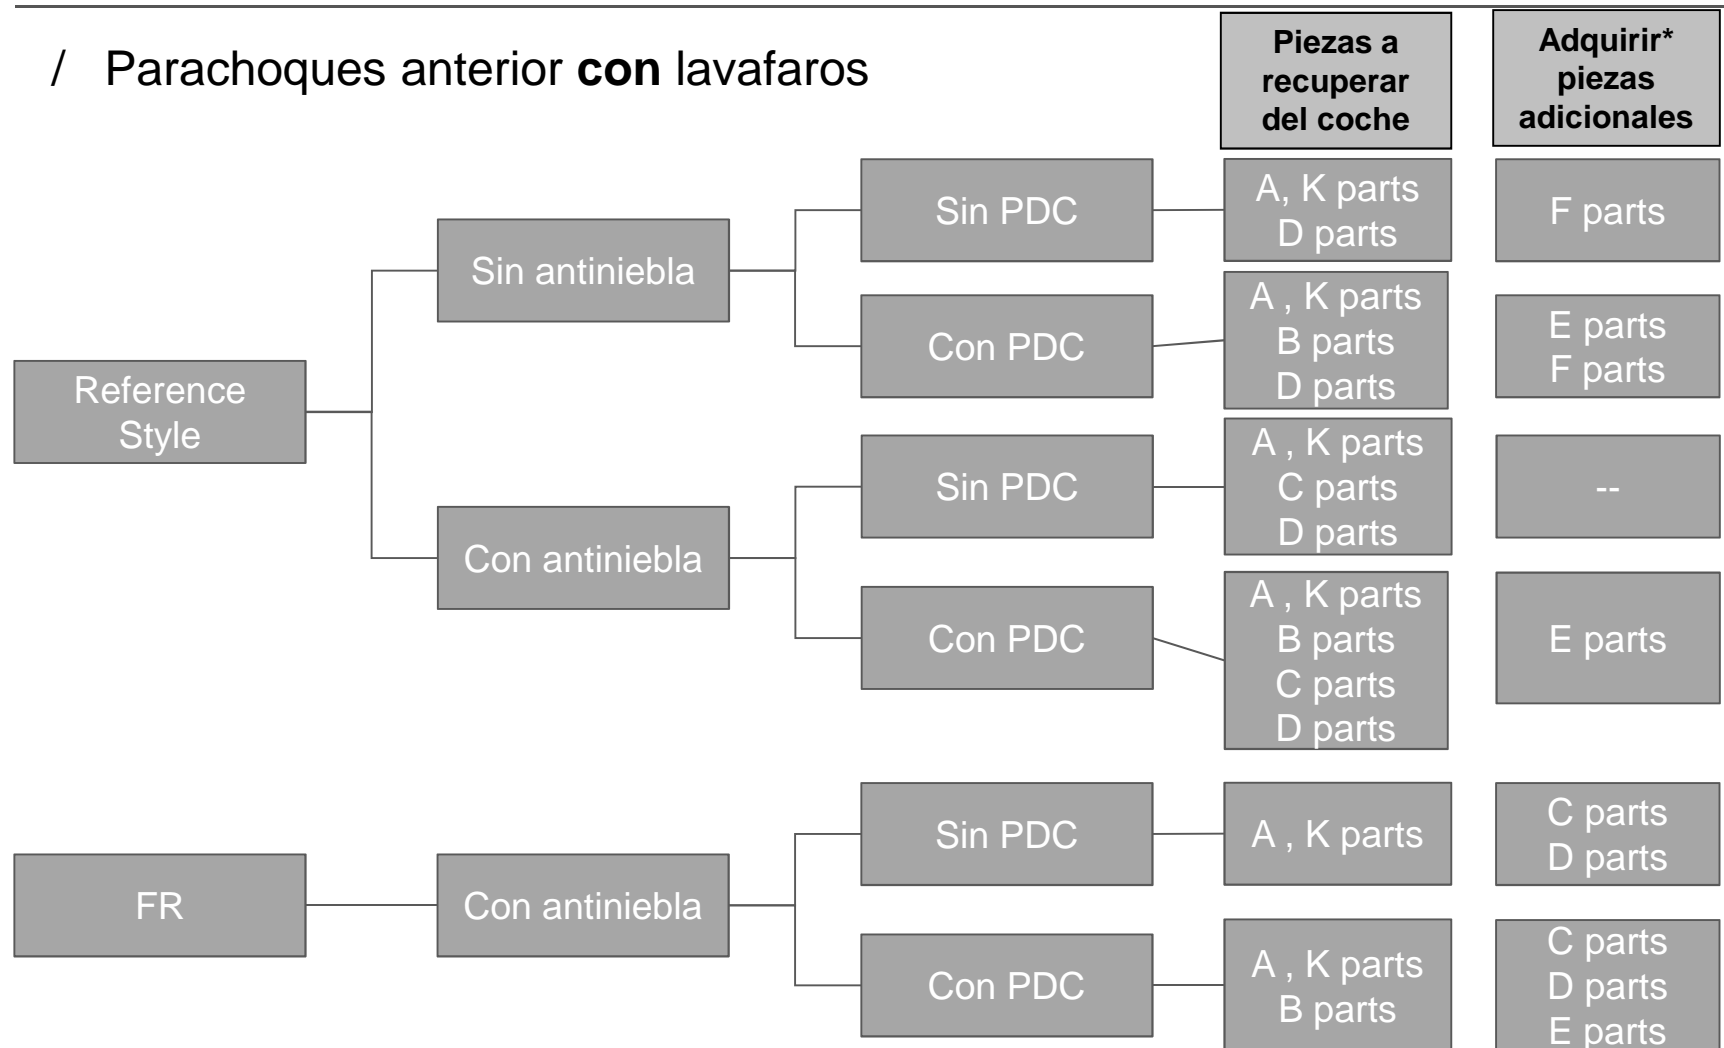 / Parachoques anterior con lavafaros
Piezas a
recuperar
del coche
Adquirir*
piezas
adicionales
Reference
Style
Sin antiniebla
Sin PDC
A, K parts
D parts
F parts
Con PDC
A , K parts
B parts
D parts
E parts
F parts
Con antiniebla
Sin PDC
A , K parts
C parts
D parts
--
Con PDC
A , K parts
B parts
C parts
D parts
E parts
FR
Con antiniebla
Sin PDC
A , K parts
C parts
D parts
Con PDC
A , K parts
B parts
C parts
D parts
E parts